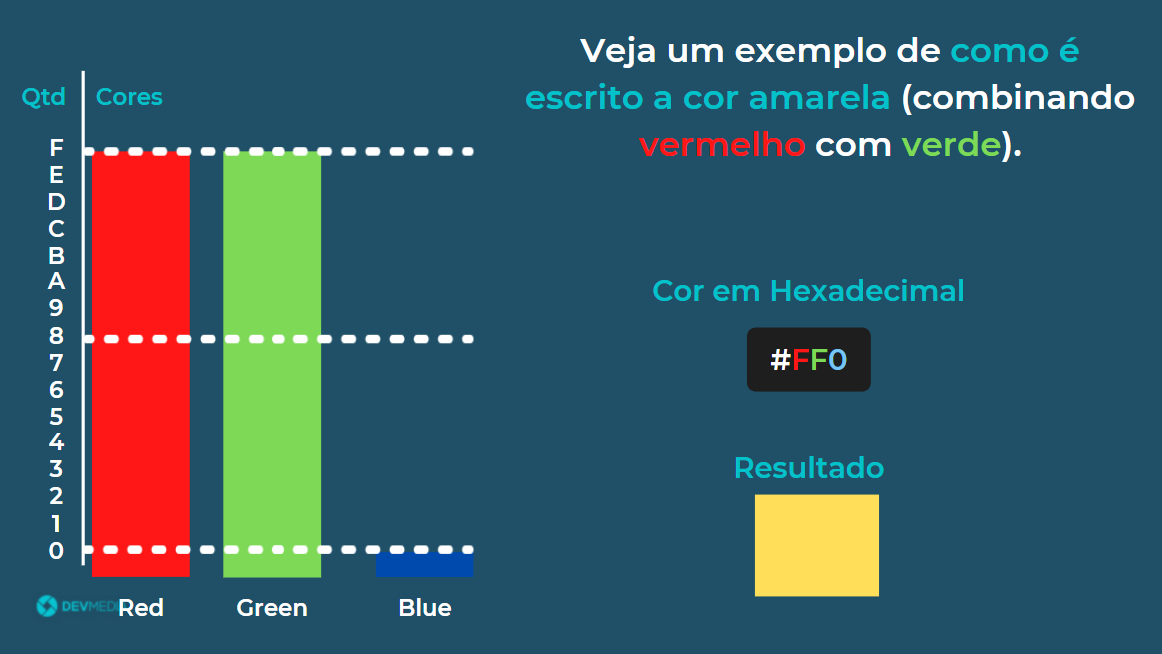 Veja um exemplo de como é
escrito a cor amarela (combinando
vermelho com verde).
Qtd Cores
F
E
D
C
B
A
9
8
7
6
5
4
3
2
1
0
Red Green Blue
Cor em Hexadecimal
#FF0
Resultado